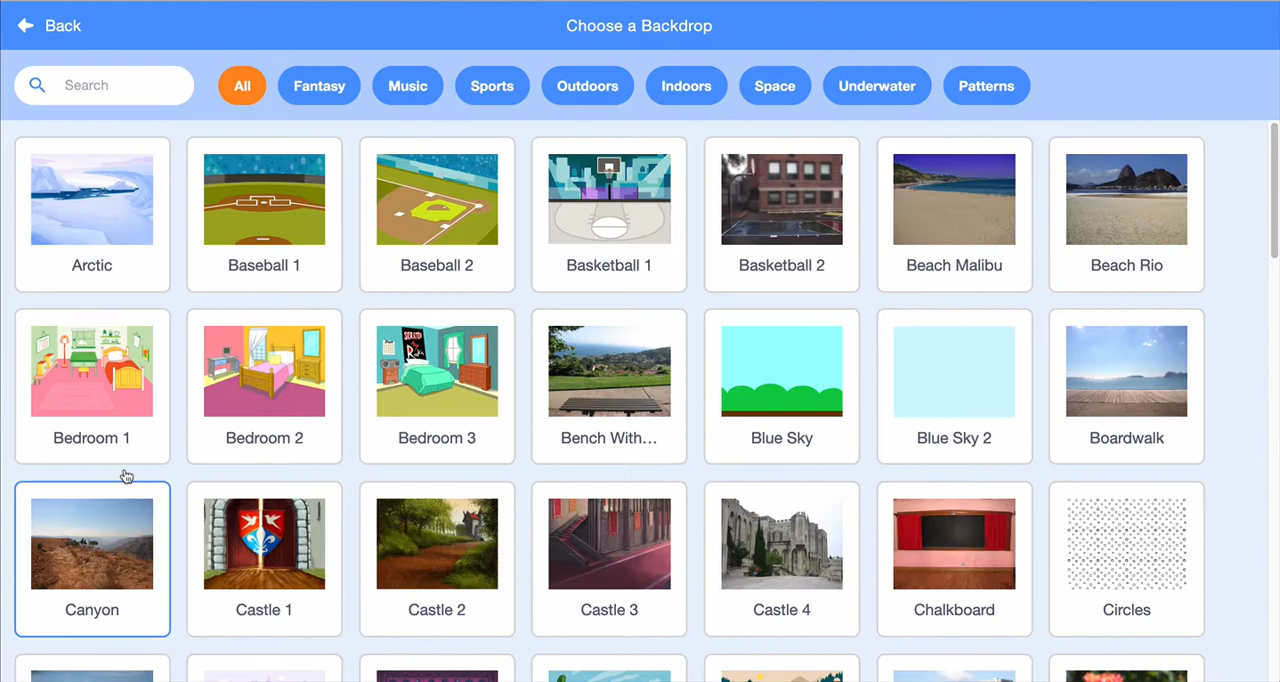 Back
Choose a Backdrop
Search
All
Fantasy
Music
Sports
Outdoors
Indoors
Space
Underwater
Patterns
Arctic
Baseball 1
Baseball 2
Basketball 1
Basketball 2
Beach Malibu
Beach Rio
Bedroom 1
Bedroom 2
Bedroom 3
Bench With...
Blue Sky
Blue Sky 2
Boardwalk
Canyon
Castle 1
Castle 2
Castle 3
Castle 4
Chalkboard
Circles